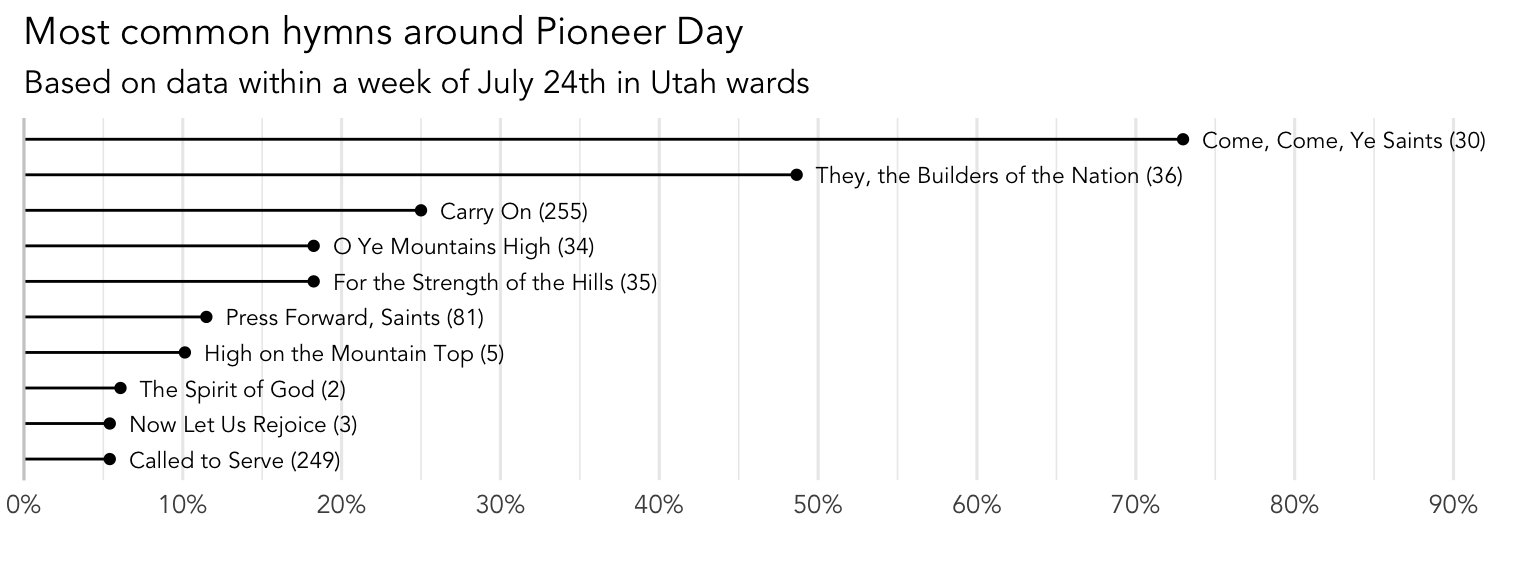 Most common hymns around Pioneer Day
Based on data within a week of July 24th in Utah wards
Come, Come, Ye Saints (30)
They, the Builders of the Nation (36)
Carry On (255)
O Ye Mountains High (34)
For the Strength of the Hills (35)
Press Forward, Saints (81)
High on the Mountain Top (5)
The Spirit of God (2)
Now Let Us Rejoice (3)
Called to Serve (249)
0% 10% 20% 30% 40% 50% 60% 70% 80% 90%